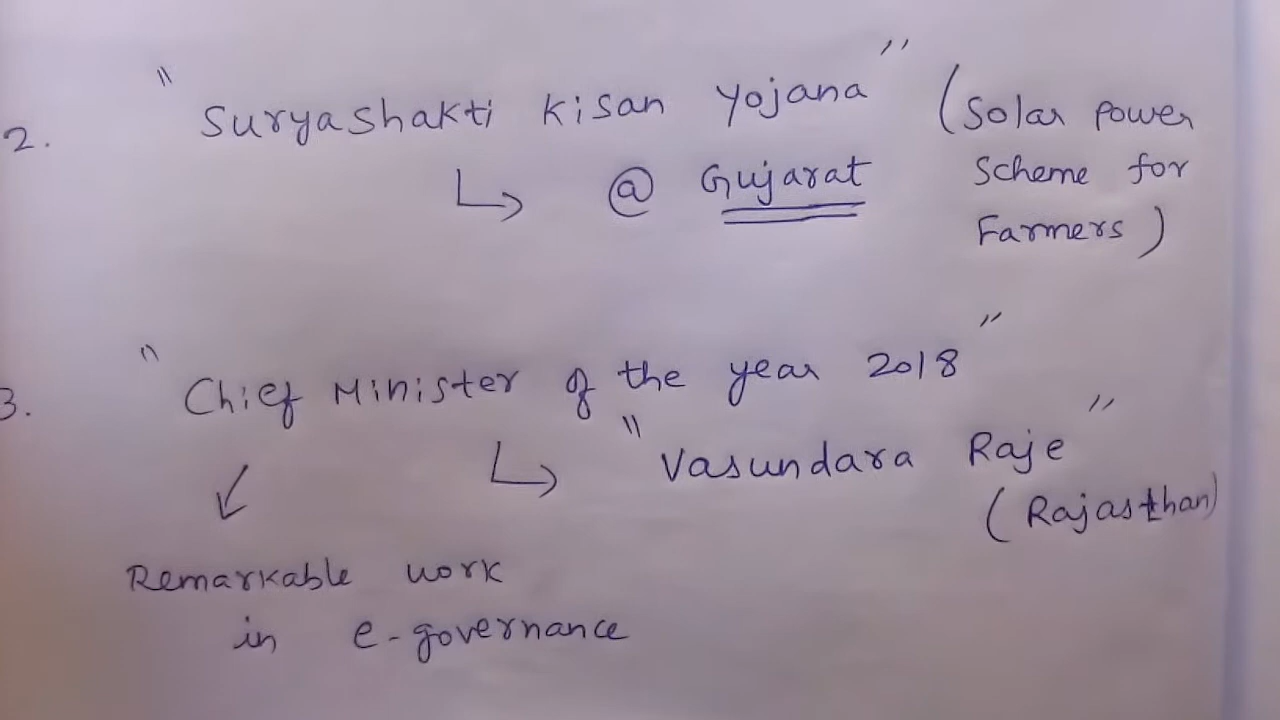 2. "Suryashakti Kisan Yojana" (Solar Power
↳ @ Gujarat Scheme for
Farmers)
3. "Chief Minister of the year 2018"
↳ "Vasundara Raje"
(Rajasthan)
↙
Remarkable work
in e-governance